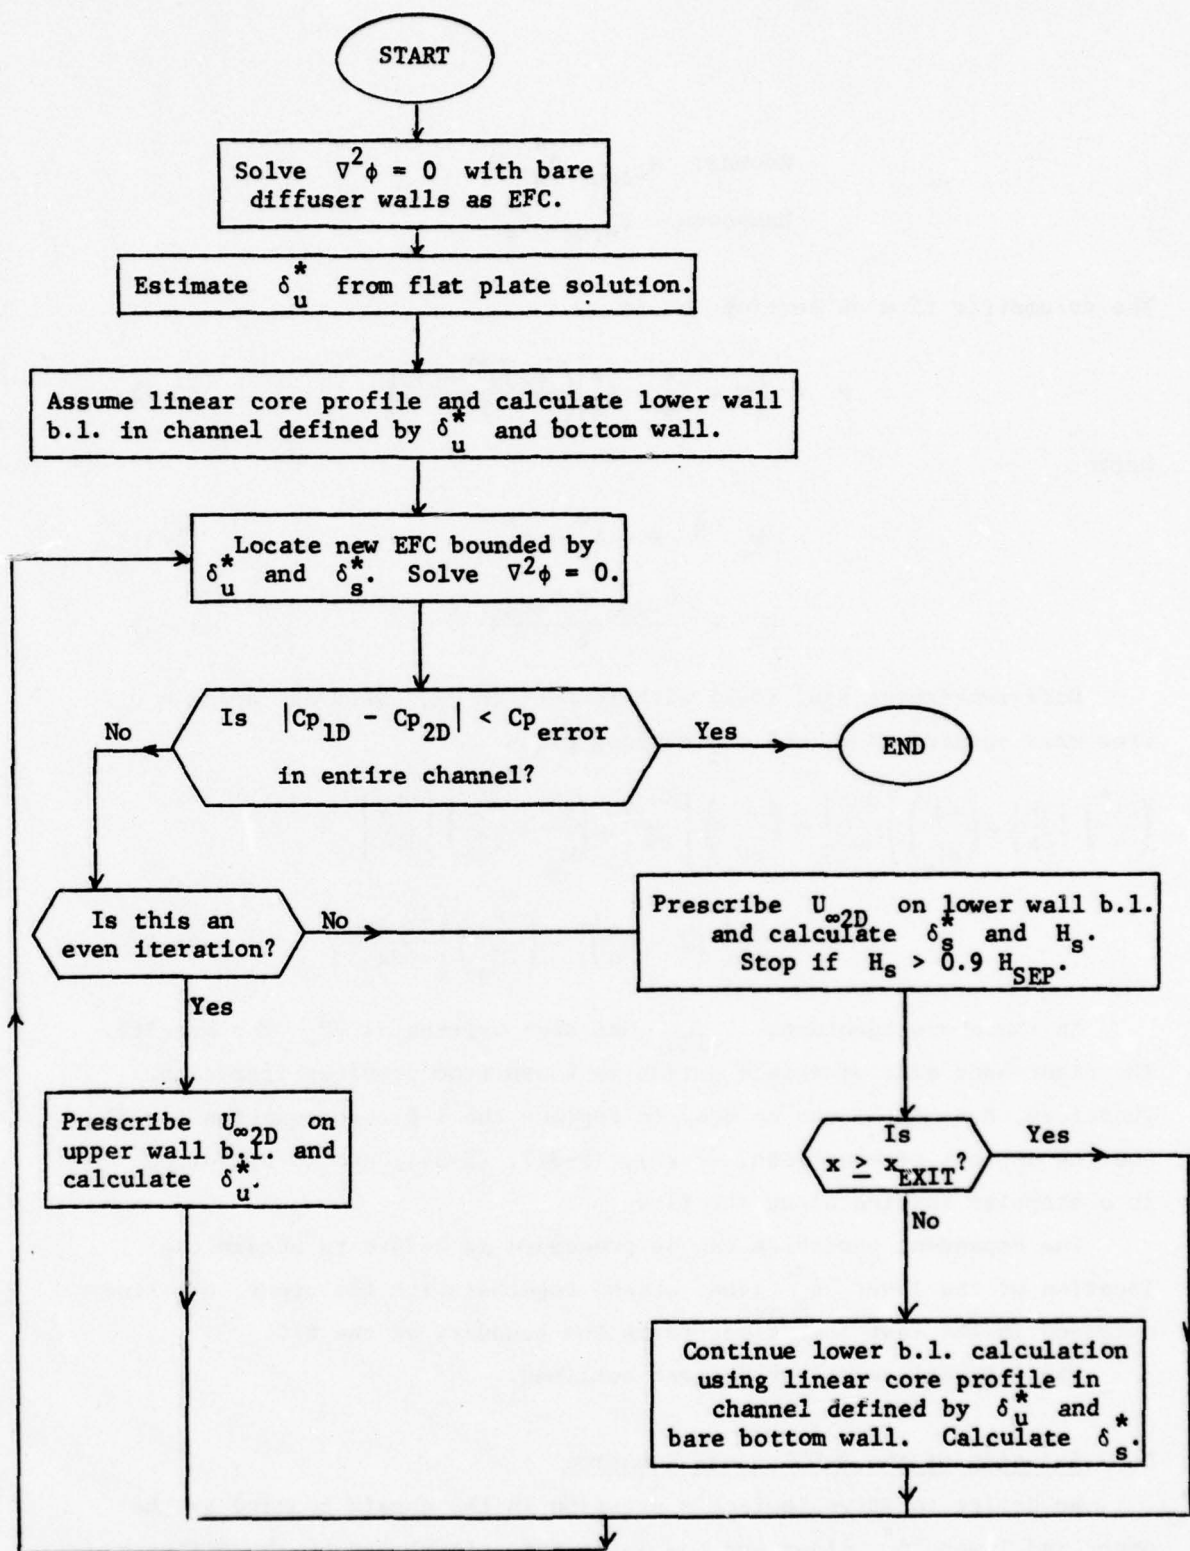 START
Solve ∇²φ = 0 with bare
diffuser walls as EFC.
Estimate δ*u from flat plate solution.
Assume linear core profile and calculate lower wall
b.l. in channel defined by δ*u and bottom wall.
Locate new EFC bounded by
δ*u and δ*s. Solve ∇²φ = 0.
Is |Cp1D - Cp2D| < Cperror
in entire channel?
No
Yes
END
Is this an
even iteration?
No
Yes
Prescribe U∞2D on lower wall b.l.
and calculate δ*s and Hs.
Stop if Hs > 0.9 HSEP.
Prescribe U∞2D on
upper wall b.l. and
calculate δ*u.
Is
x ≥ xEXIT?
Yes
No
Continue lower b.l. calculation
using linear core profile in
channel defined by δ*u and
bare bottom wall. Calculate δ*s.